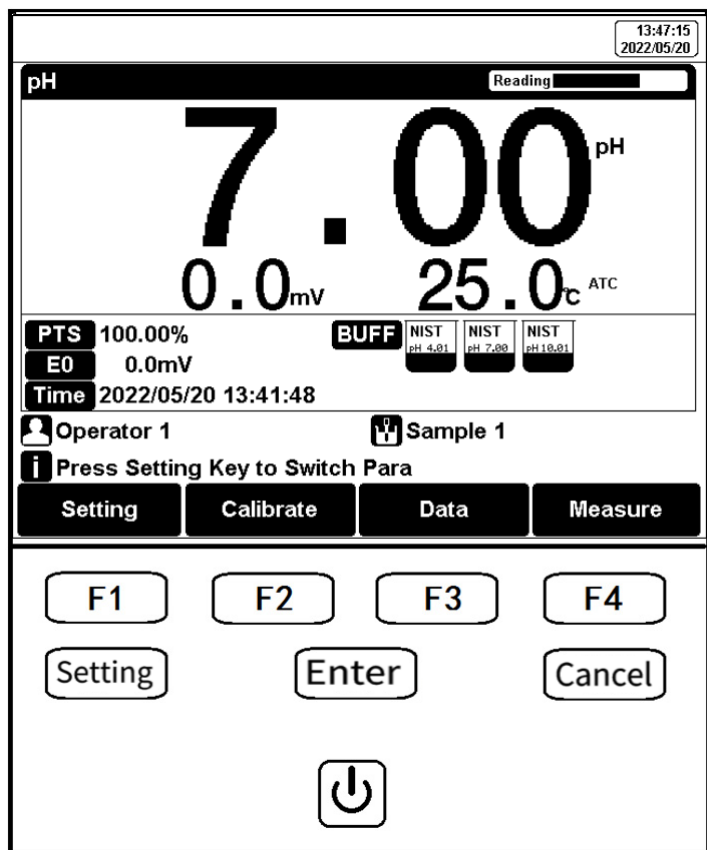 13:47:15
2022/05/20
pH
Reading
7.00 pH
0.0 mV 25.0 °C ATC
PTS 100.00% BUFF NIST pH 4.01 NIST pH 7.00 NIST pH 10.01
E0 0.0mV
Time 2022/05/20 13:41:48
Operator 1 Sample 1
i Press Setting Key to Switch Para
Setting Calibrate Data Measure
F1 F2 F3 F4
Setting Enter Cancel